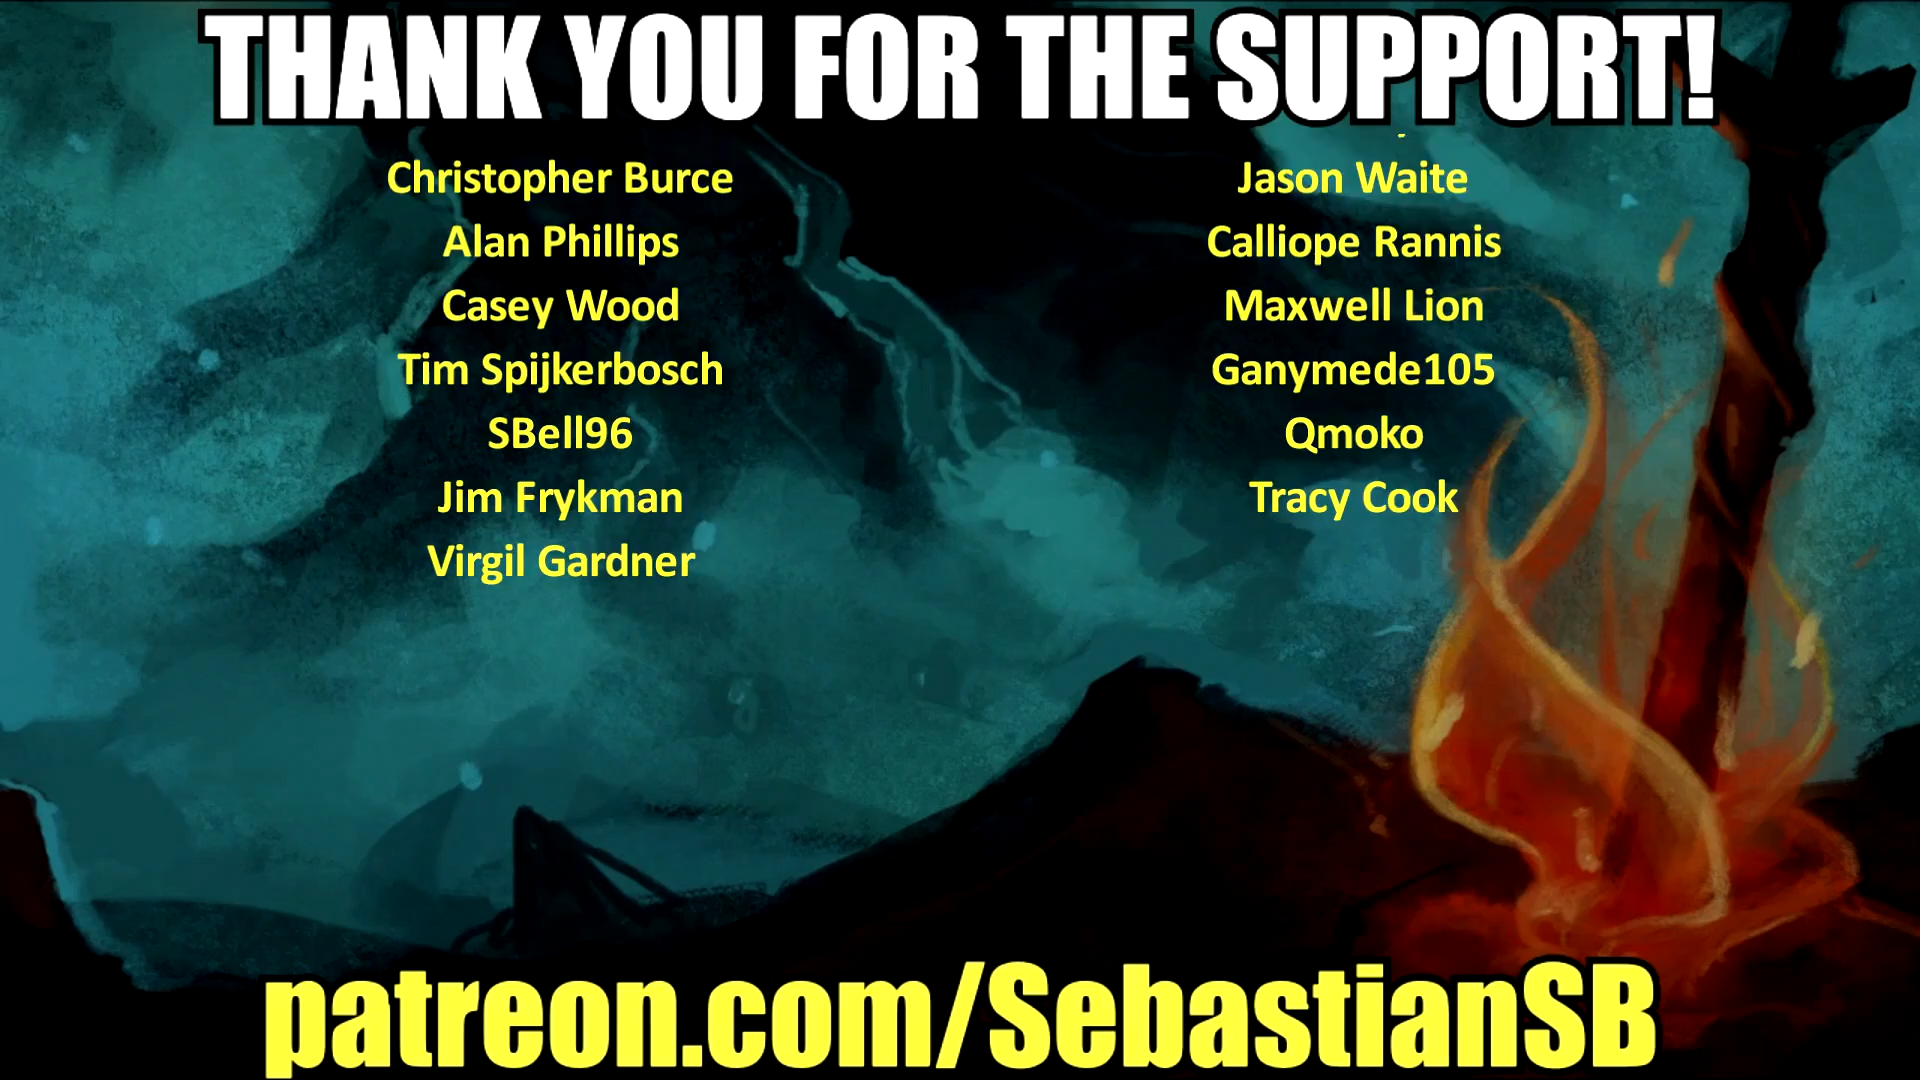 THANK YOU FOR THE SUPPORT!
Christopher Burce
Alan Phillips
Casey Wood
Tim Spijkerbosch
SBell96
Jim Frykman
Virgil Gardner
Jason Waite
Calliope Rannis
Maxwell Lion
Ganymede105
Qmoko
Tracy Cook
patreon.com/SebastianSB